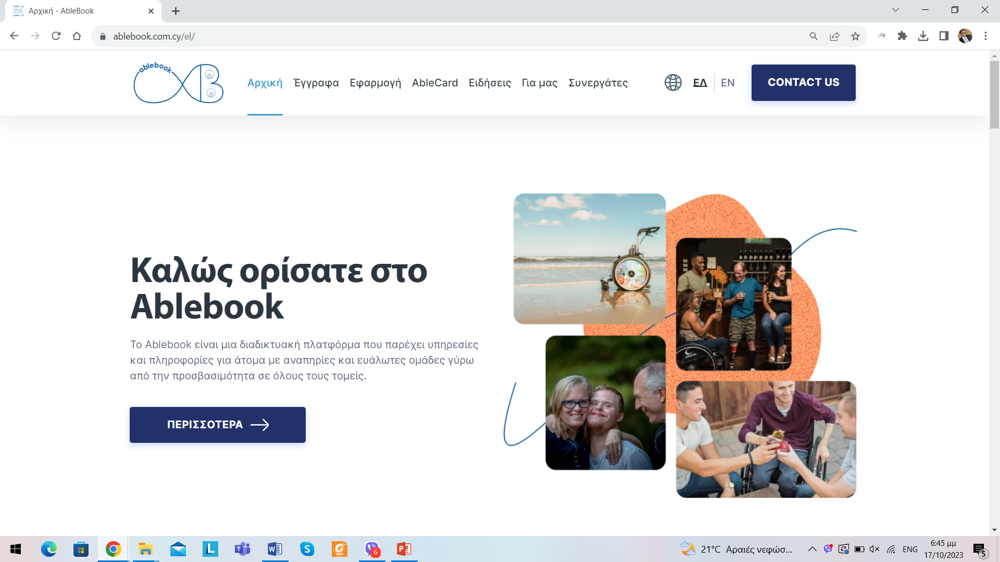 Αρχική - AbleBook
ablebook.com.cy/el/
ablebook
Αρχική Έγγραφα Εφαρμογή AbleCard Ειδήσεις Για μας Συνεργάτες
ΕΛ EN
CONTACT US
Καλώς ορίσατε στο
Ablebook
Το Ablebook είναι μια διαδικτυακή πλατφόρμα που παρέχει υπηρεσίες
και πληροφορίες για άτομα με αναπηρίες και ευάλωτες ομάδες γύρω
από την προσβασιμότητα σε όλους τους τομείς.
ΠΕΡΙΣΣΟΤΕΡΑ
21°C Αραιές νεφώσ...
ENG
6:45 μμ
17/10/2023
5
6